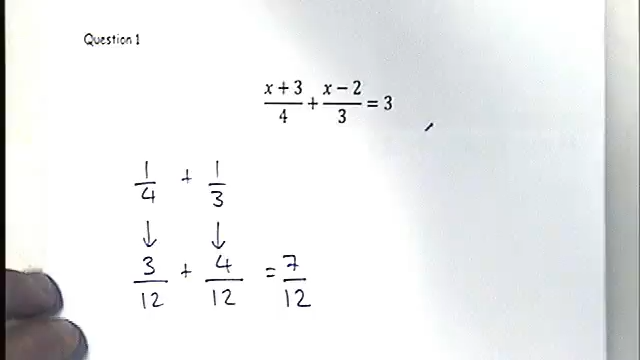 Question 1
x + 3 / 4 + x − 2 / 3 = 3
1/4 + 1/3
↓ ↓
3/12 + 4/12 = 7/12